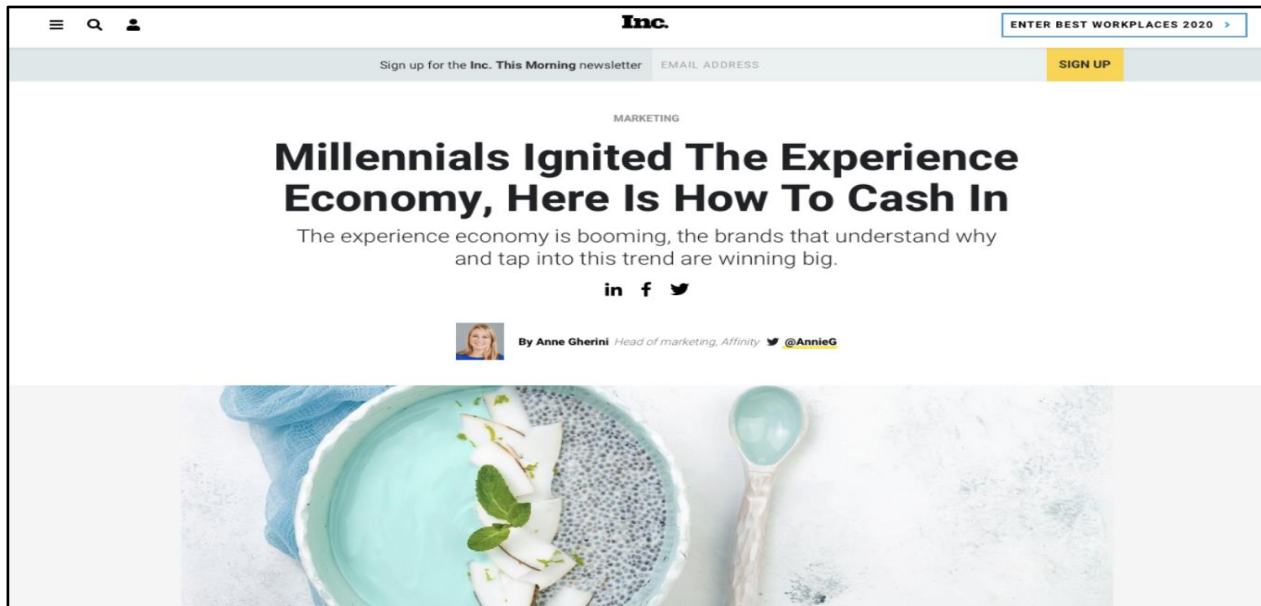 Inc.
ENTER BEST WORKPLACES 2020 >
Sign up for the Inc. This Morning newsletter EMAIL ADDRESS SIGN UP
MARKETING
Millennials Ignited The Experience
Economy, Here Is How To Cash In
The experience economy is booming, the brands that understand why
and tap into this trend are winning big.
in f
By Anne Gherini Head of marketing, Affinity @AnnieG